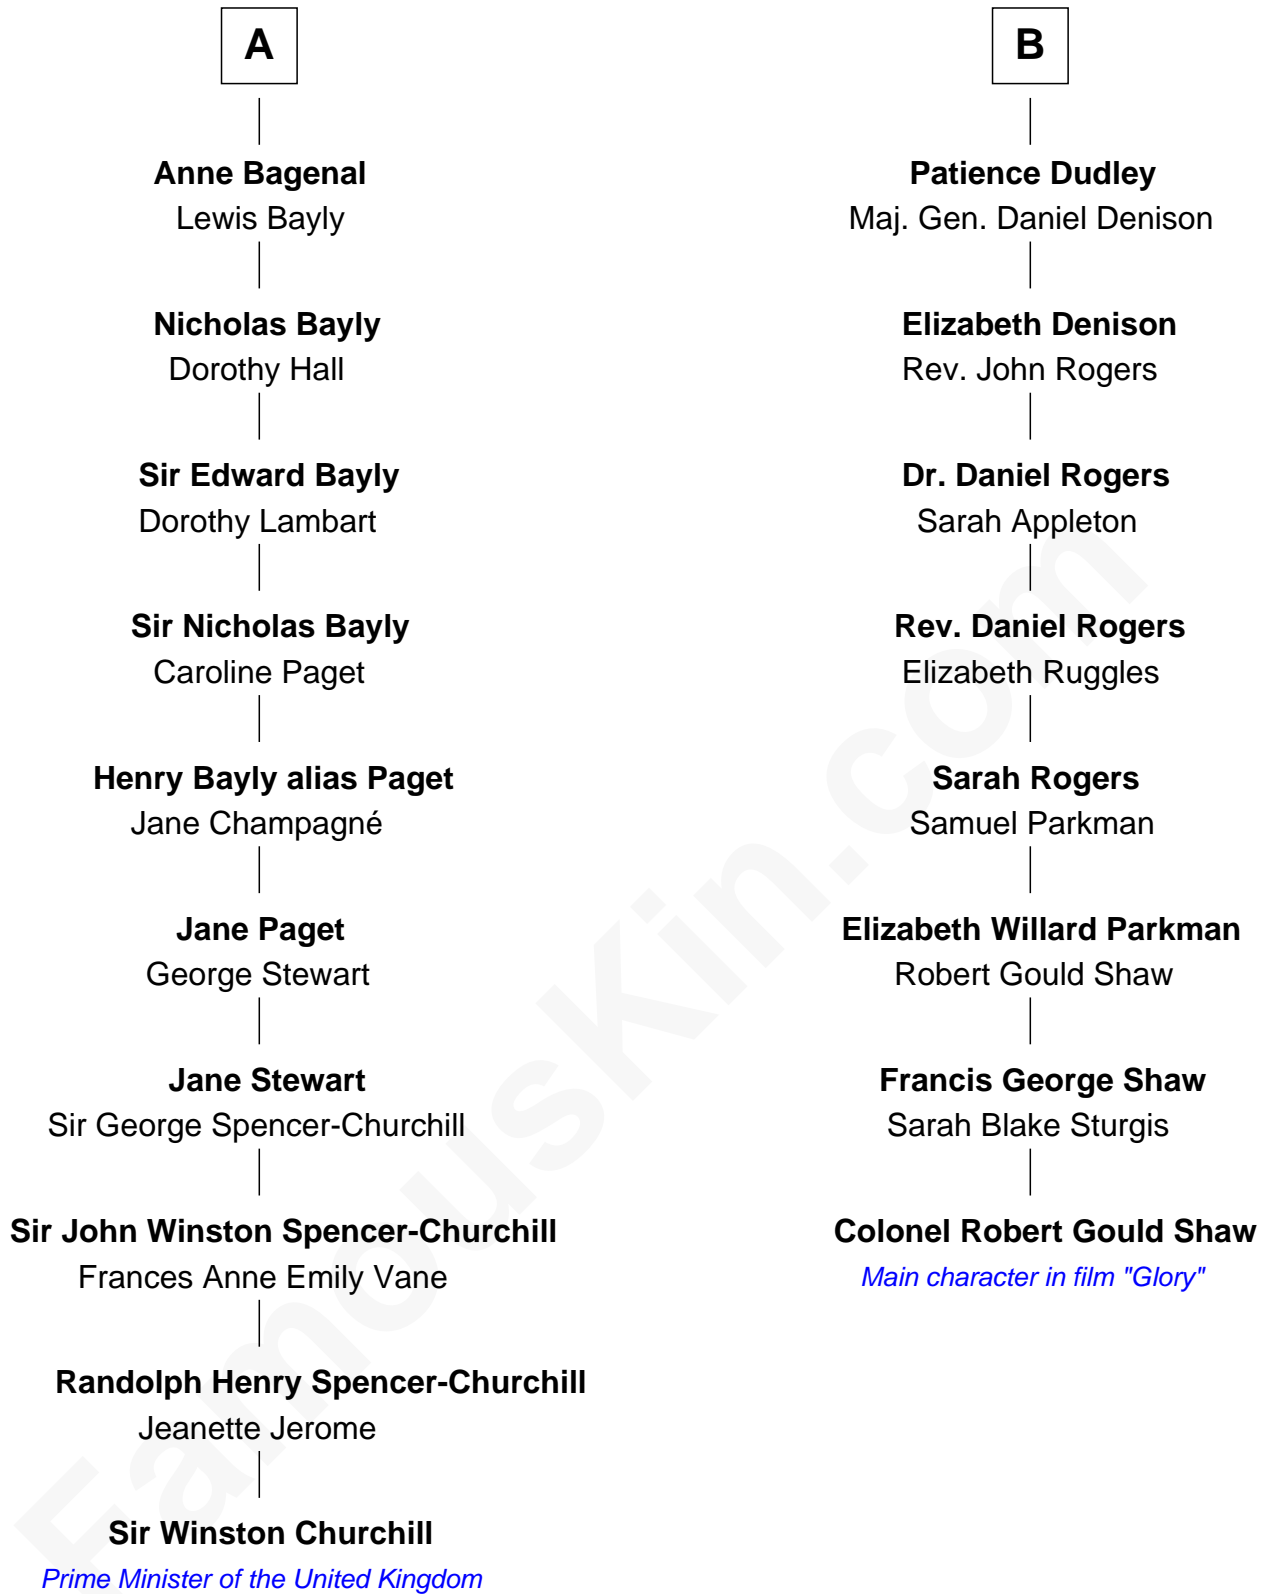 A
Anne Bagenal
Lewis Bayly
Nicholas Bayly
Dorothy Hall
Sir Edward Bayly
Dorothy Lambart
Sir Nicholas Bayly
Caroline Paget
Henry Bayly alias Paget
Jane Champagné
Jane Paget
George Stewart
Jane Stewart
Sir George Spencer-Churchill
Sir John Winston Spencer-Churchill
Frances Anne Emily Vane
Randolph Henry Spencer-Churchill
Jeanette Jerome
Sir Winston Churchill
Prime Minister of the United Kingdom
B
Patience Dudley
Maj. Gen. Daniel Denison
Elizabeth Denison
Rev. John Rogers
Dr. Daniel Rogers
Sarah Appleton
Rev. Daniel Rogers
Elizabeth Ruggles
Sarah Rogers
Samuel Parkman
Elizabeth Willard Parkman
Robert Gould Shaw
Francis George Shaw
Sarah Blake Sturgis
Colonel Robert Gould Shaw
Main character in film "Glory"
FamousKin.com